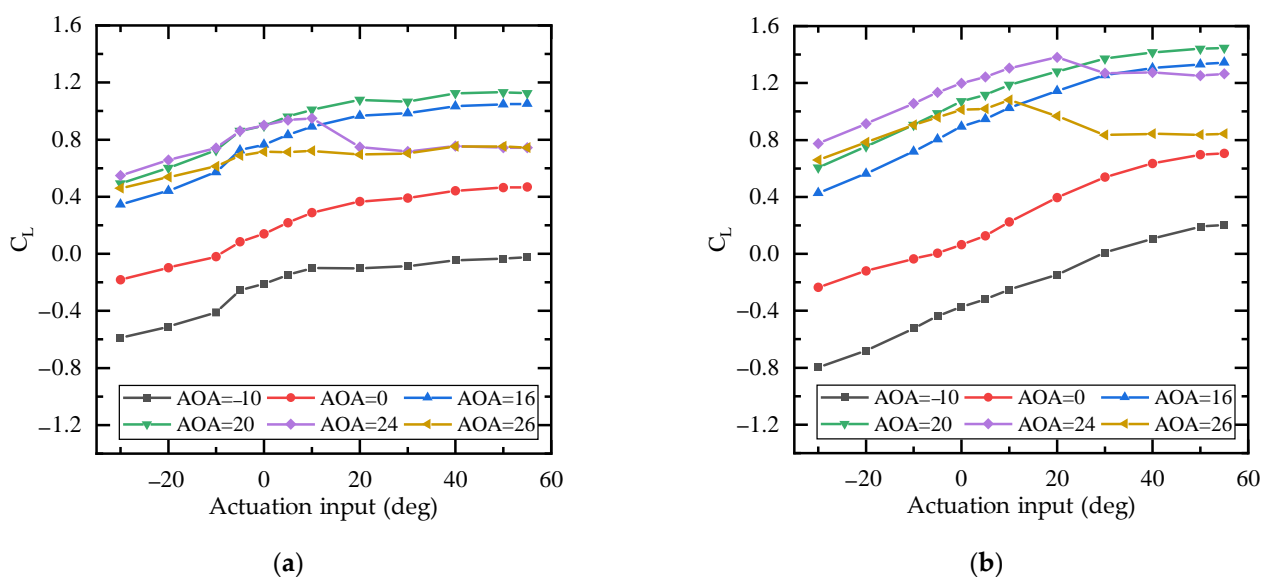 1.6
1.2
0.8
0.4
0.0
−0.4
−0.8
−1.2
C_L
AOA=−10 AOA=0 AOA=16
AOA=20 AOA=24 AOA=26
−20 0 20 40 60
Actuation input (deg)
(a)
1.6
1.2
0.8
0.4
0.0
−0.4
−0.8
−1.2
C_L
AOA=−10 AOA=0 AOA=16
AOA=20 AOA=24 AOA=26
−20 0 20 40 60
Actuation input (deg)
(b)